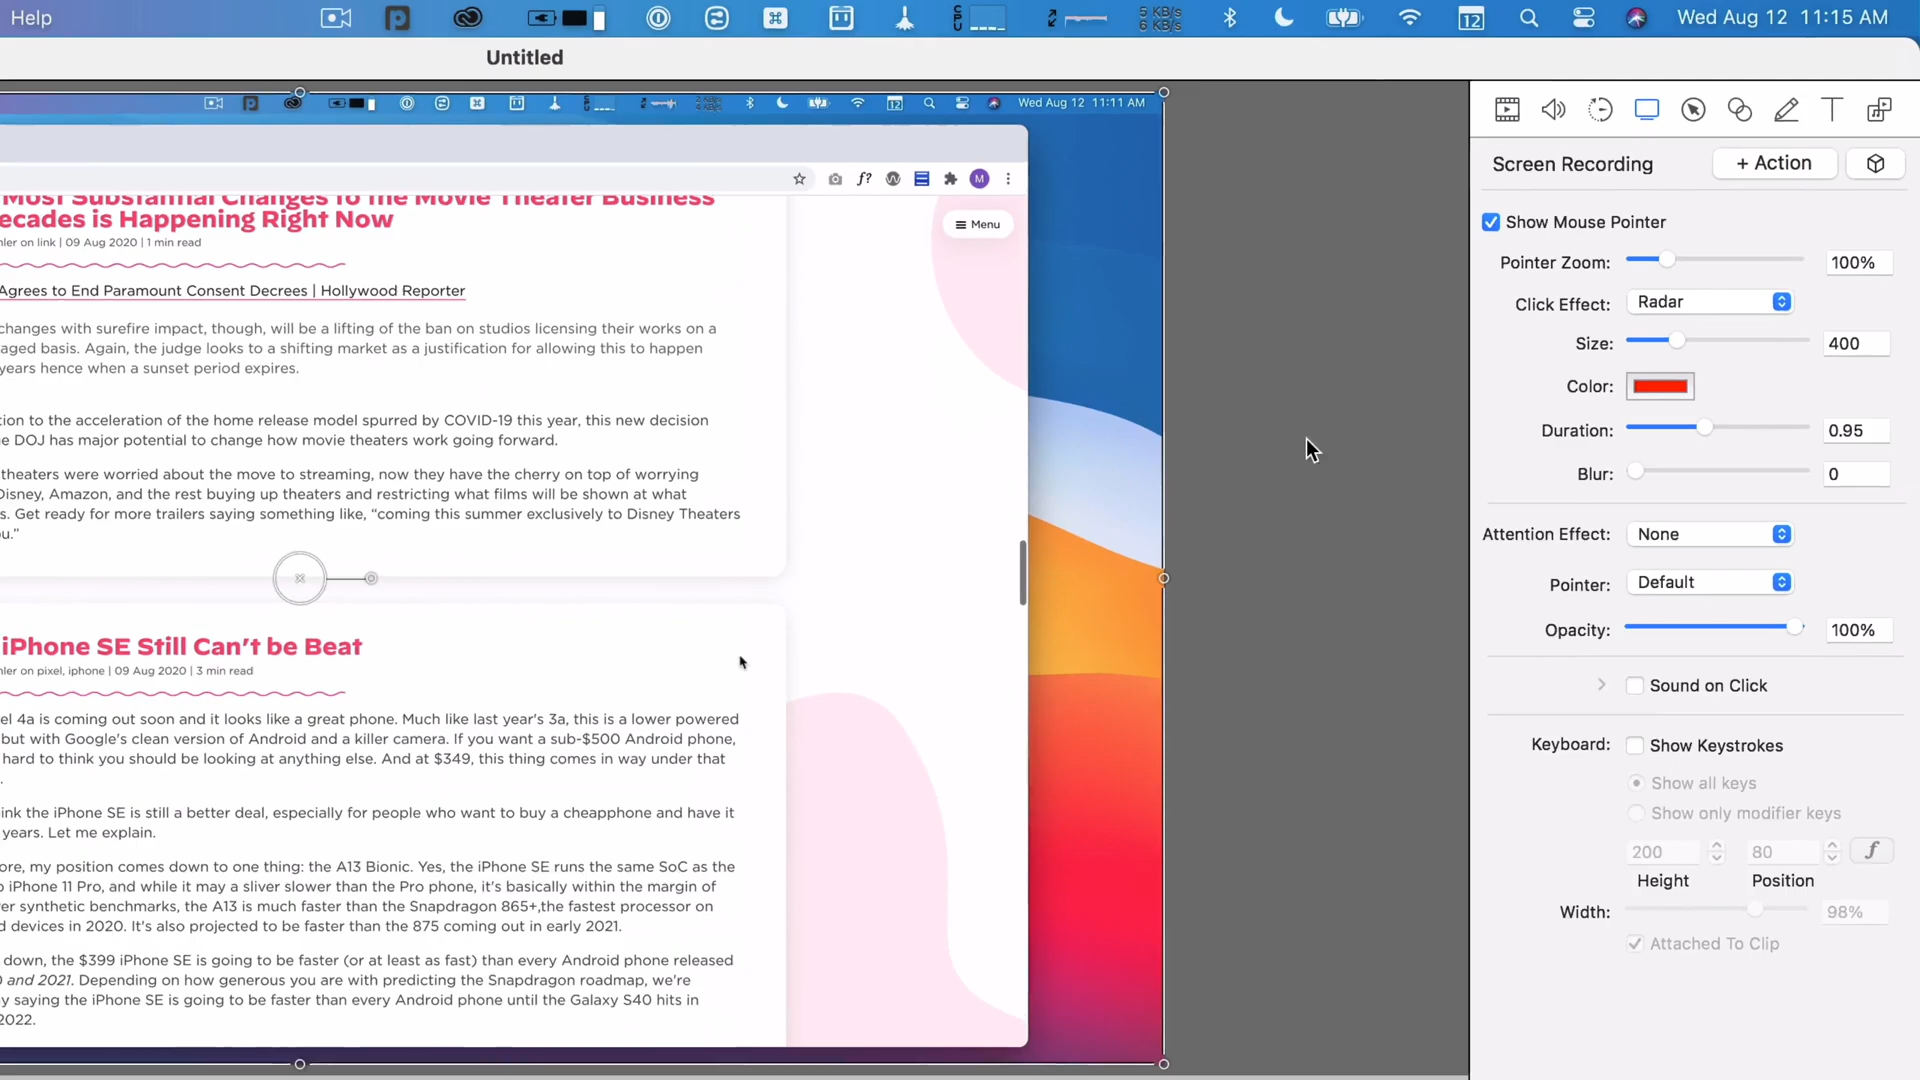 Help
CPU
5 KB/s
6 KB/s
12
Wed Aug 12 11:15 AM
Untitled
12
Wed Aug 12 11:11 AM
f?
M
Menu
Most Substantial Changes to the Movie Theater Business
ecades is Happening Right Now
ler on link | 09 Aug 2020 | 1 min read
Agrees to End Paramount Consent Decrees | Hollywood Reporter
changes with surefire impact, though, will be a lifting of the ban on studios licensing their works on a
aged basis. Again, the judge looks to a shifting market as a justification for allowing this to happen
years hence when a sunset period expires.
tion to the acceleration of the home release model spurred by COVID-19 this year, this new decision
e DOJ has major potential to change how movie theaters work going forward.
theaters were worried about the move to streaming, now they have the cherry on top of worrying
Disney, Amazon, and the rest buying up theaters and restricting what films will be shown at what
s. Get ready for more trailers saying something like, “coming this summer exclusively to Disney Theaters
ou.”
iPhone SE Still Can't be Beat
ler on pixel, iphone | 09 Aug 2020 | 3 min read
el 4a is coming out soon and it looks like a great phone. Much like last year's 3a, this is a lower powered
but with Google's clean version of Android and a killer camera. If you want a sub-$500 Android phone,
hard to think you should be looking at anything else. And at $349, this thing comes in way under that
.
ink the iPhone SE is still a better deal, especially for people who want to buy a cheapphone and have it
years. Let me explain.
ore, my position comes down to one thing: the A13 Bionic. Yes, the iPhone SE runs the same SoC as the
iPhone 11 Pro, and while it may a sliver slower than the Pro phone, it's basically within the margin of
er synthetic benchmarks, the A13 is much faster than the Snapdragon 865+,the fastest processor on
d devices in 2020. It's also projected to be faster than the 875 coming out in early 2021.
down, the $399 iPhone SE is going to be faster (or at least as fast) than every Android phone released
and 2021. Depending on how generous you are with predicting the Snapdragon roadmap, we're
y saying the iPhone SE is going to be faster than every Android phone until the Galaxy S40 hits in
2022.
Screen Recording
+ Action
Show Mouse Pointer
Pointer Zoom: 100%
Click Effect: Radar
Size: 400
Color:
Duration: 0.95
Blur: 0
Attention Effect: None
Pointer: Default
Opacity: 100%
Sound on Click
Keyboard: Show Keystrokes
Show all keys
Show only modifier keys
200 80 f
Height Position
Width: 98%
Attached To Clip